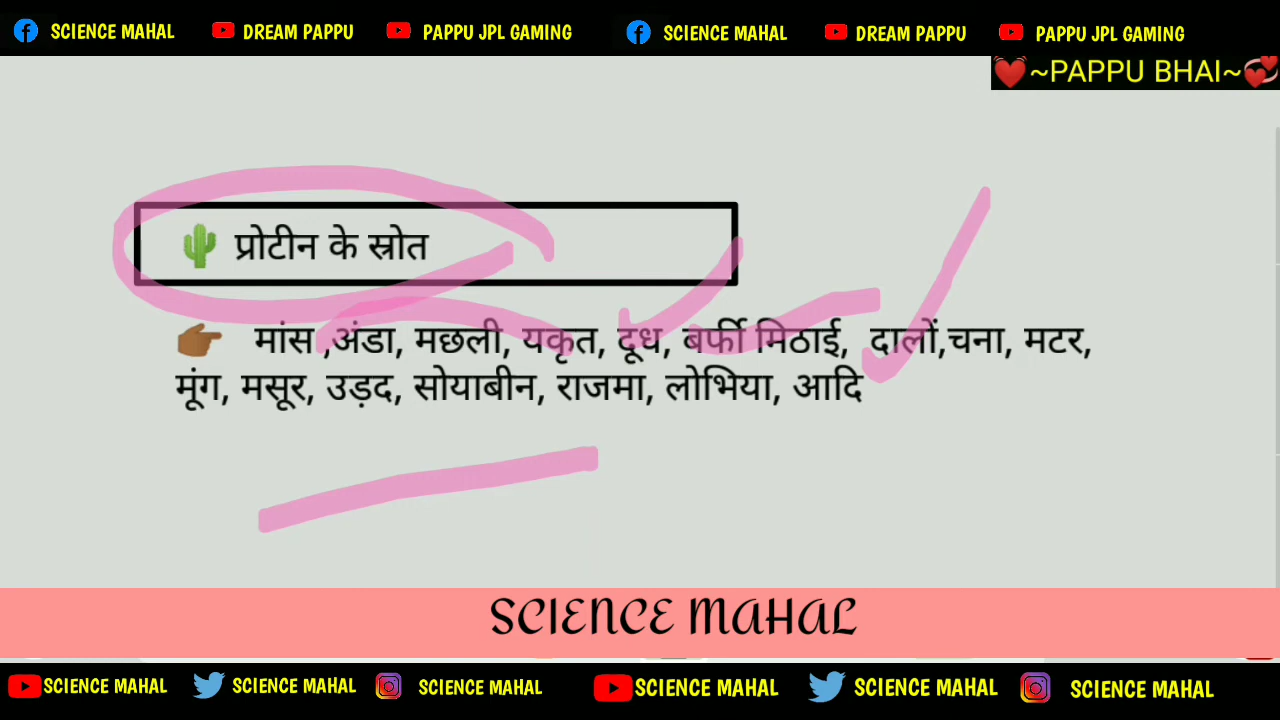 SCIENCE MAHAL DREAM PAPPU PAPPU JPL GAMING SCIENCE MAHAL DREAM PAPPU PAPPU JPL GAMING
~PAPPU BHAI~
प्रोटीन के स्रोत
मांस ,अंडा, मछली, यकृत, दूध, बर्फी मिठाई, दालों,चना, मटर,
मूंग, मसूर, उड़द, सोयाबीन, राजमा, लोभिया, आदि
SCIENCE MAHAL
SCIENCE MAHAL SCIENCE MAHAL SCIENCE MAHAL SCIENCE MAHAL SCIENCE MAHAL SCIENCE MAHAL